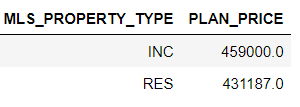 MLS_PROPERTY_TYPE PLAN_PRICE
INC 459000.0
RES 431187.0